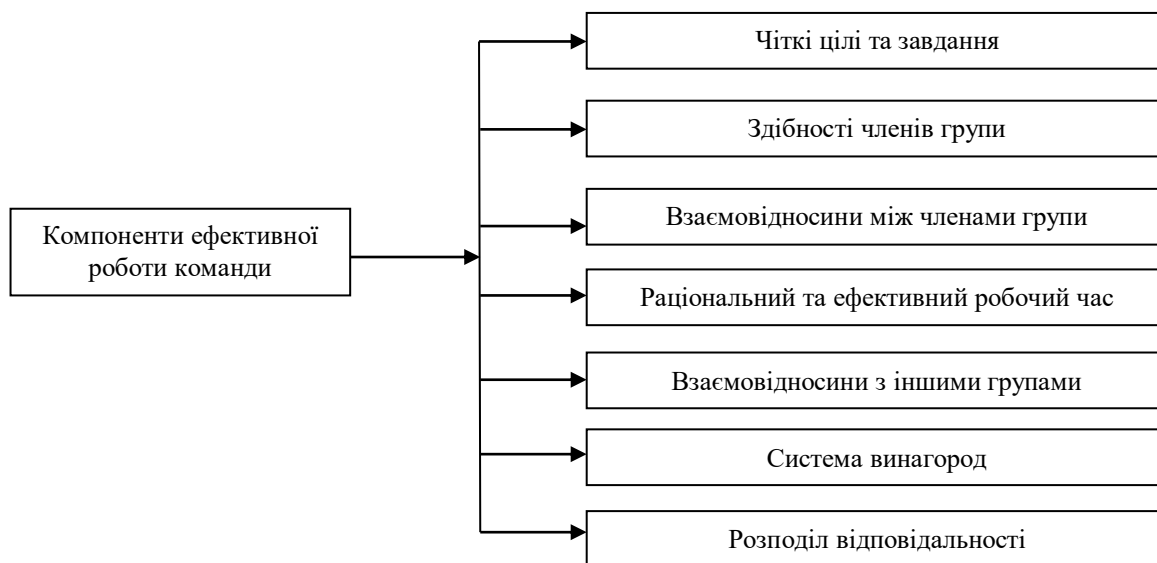 Чіткі цілі та завдання
Здібності членів групи
Взаємовідносини між членами групи
Компоненти ефективної
роботи команди
Раціональний та ефективний робочий час
Взаємовідносини з іншими групами
Система винагород
Розподіл відповідальності